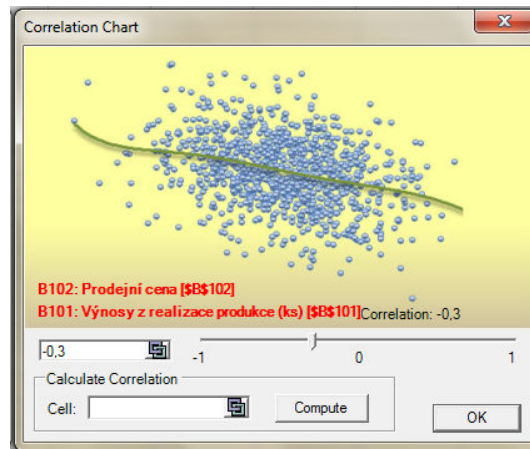 Correlation Chart
B102: Prodejní cena [$B$102]
B101: Výnosy z realizace produkce (ks) [$B$101] Correlation: -0,3
-0,3
-1 0 1
Calculate Correlation
Cell: Compute
OK